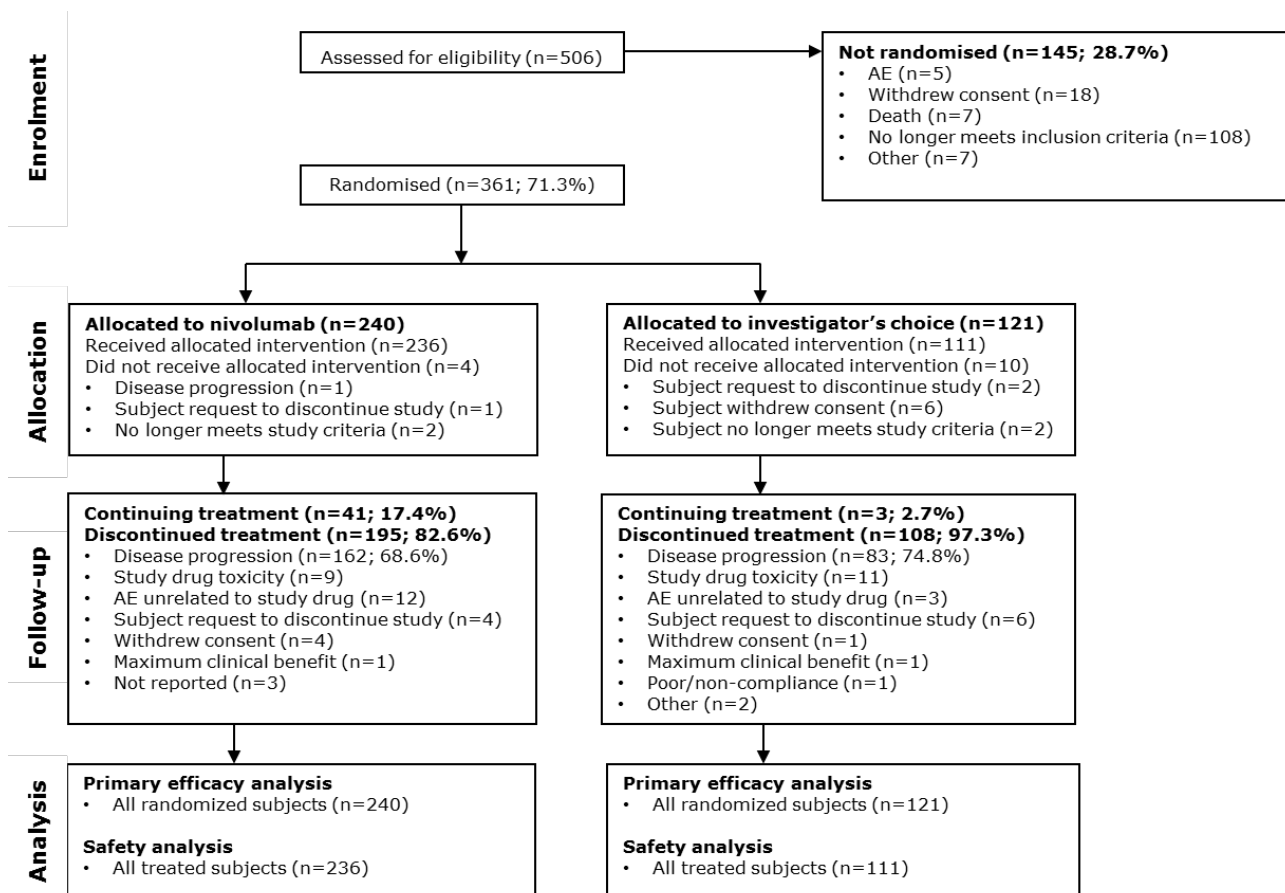 Enrolment
Assessed for eligibility (n=506)
Not randomised (n=145; 28.7%)
• AE (n=5)
• Withdrew consent (n=18)
• Death (n=7)
• No longer meets inclusion criteria (n=108)
• Other (n=7)
Randomised (n=361; 71.3%)
Allocation
Allocated to nivolumab (n=240)
Received allocated intervention (n=236)
Did not receive allocated intervention (n=4)
• Disease progression (n=1)
• Subject request to discontinue study (n=1)
• No longer meets study criteria (n=2)
Allocated to investigator's choice (n=121)
Received allocated intervention (n=111)
Did not receive allocated intervention (n=10)
• Subject request to discontinue study (n=2)
• Subject withdrew consent (n=6)
• Subject no longer meets study criteria (n=2)
Follow-up
Continuing treatment (n=41; 17.4%)
Discontinued treatment (n=195; 82.6%)
• Disease progression (n=162; 68.6%)
• Study drug toxicity (n=9)
• AE unrelated to study drug (n=12)
• Subject request to discontinue study (n=4)
• Withdrew consent (n=4)
• Maximum clinical benefit (n=1)
• Not reported (n=3)
Continuing treatment (n=3; 2.7%)
Discontinued treatment (n=108; 97.3%)
• Disease progression (n=83; 74.8%)
• Study drug toxicity (n=11)
• AE unrelated to study drug (n=3)
• Subject request to discontinue study (n=6)
• Withdrew consent (n=1)
• Maximum clinical benefit (n=1)
• Poor/non-compliance (n=1)
• Other (n=2)
Analysis
Primary efficacy analysis
• All randomized subjects (n=240)
Safety analysis
• All treated subjects (n=236)
Primary efficacy analysis
• All randomized subjects (n=121)
Safety analysis
• All treated subjects (n=111)